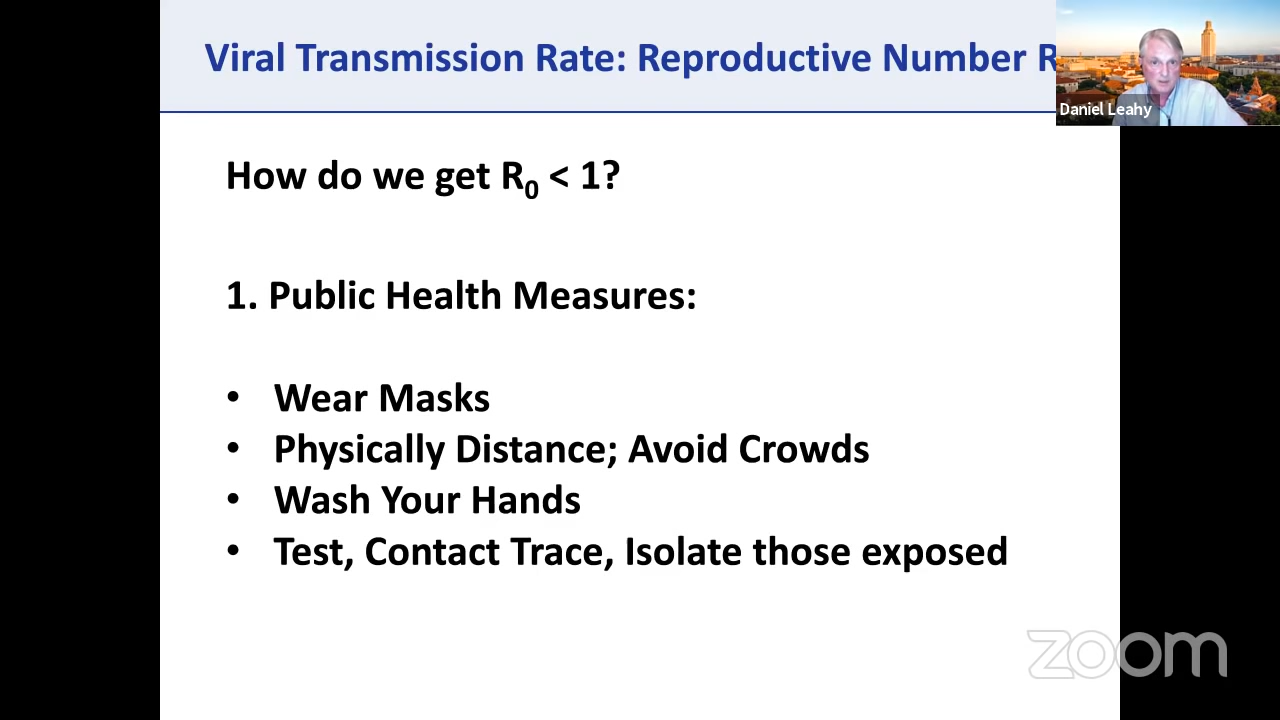 Viral Transmission Rate: Reproductive Number R
Daniel Leahy
How do we get R₀ < 1?
1. Public Health Measures:
• Wear Masks
• Physically Distance; Avoid Crowds
• Wash Your Hands
• Test, Contact Trace, Isolate those exposed
zoom